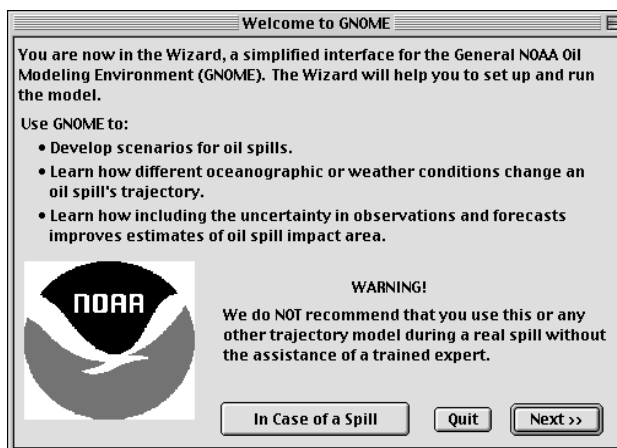 Welcome to GNOME
You are now in the Wizard, a simplified interface for the General NOAA Oil
Modeling Environment (GNOME). The Wizard will help you to set up and run
the model.
Use GNOME to:
• Develop scenarios for oil spills.
• Learn how different oceanographic or weather conditions change an
oil spill's trajectory.
• Learn how including the uncertainty in observations and forecasts
improves estimates of oil spill impact area.
NOAA
WARNING!
We do NOT recommend that you use this or any
other trajectory model during a real spill without
the assistance of a trained expert.
In Case of a Spill
Quit
Next >>